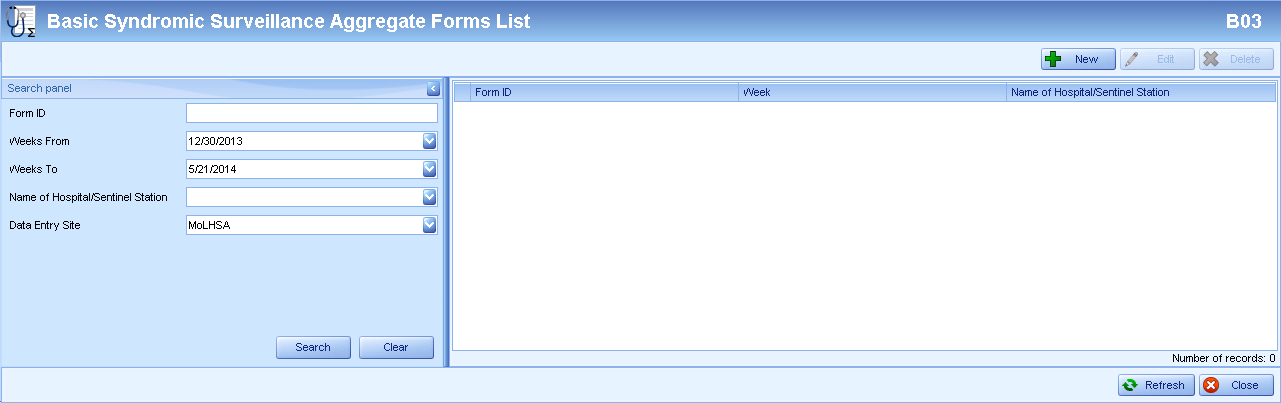 Basic Syndromic Surveillance Aggregate Forms List B03
New Edit Delete
Search panel
Form ID
Weeks From 12/30/2013
Weeks To 5/21/2014
Name of Hospital/Sentinel Station
Data Entry Site MoLHSA
Search Clear
Form ID Week Name of Hospital/Sentinel Station
Number of records: 0
Refresh Close